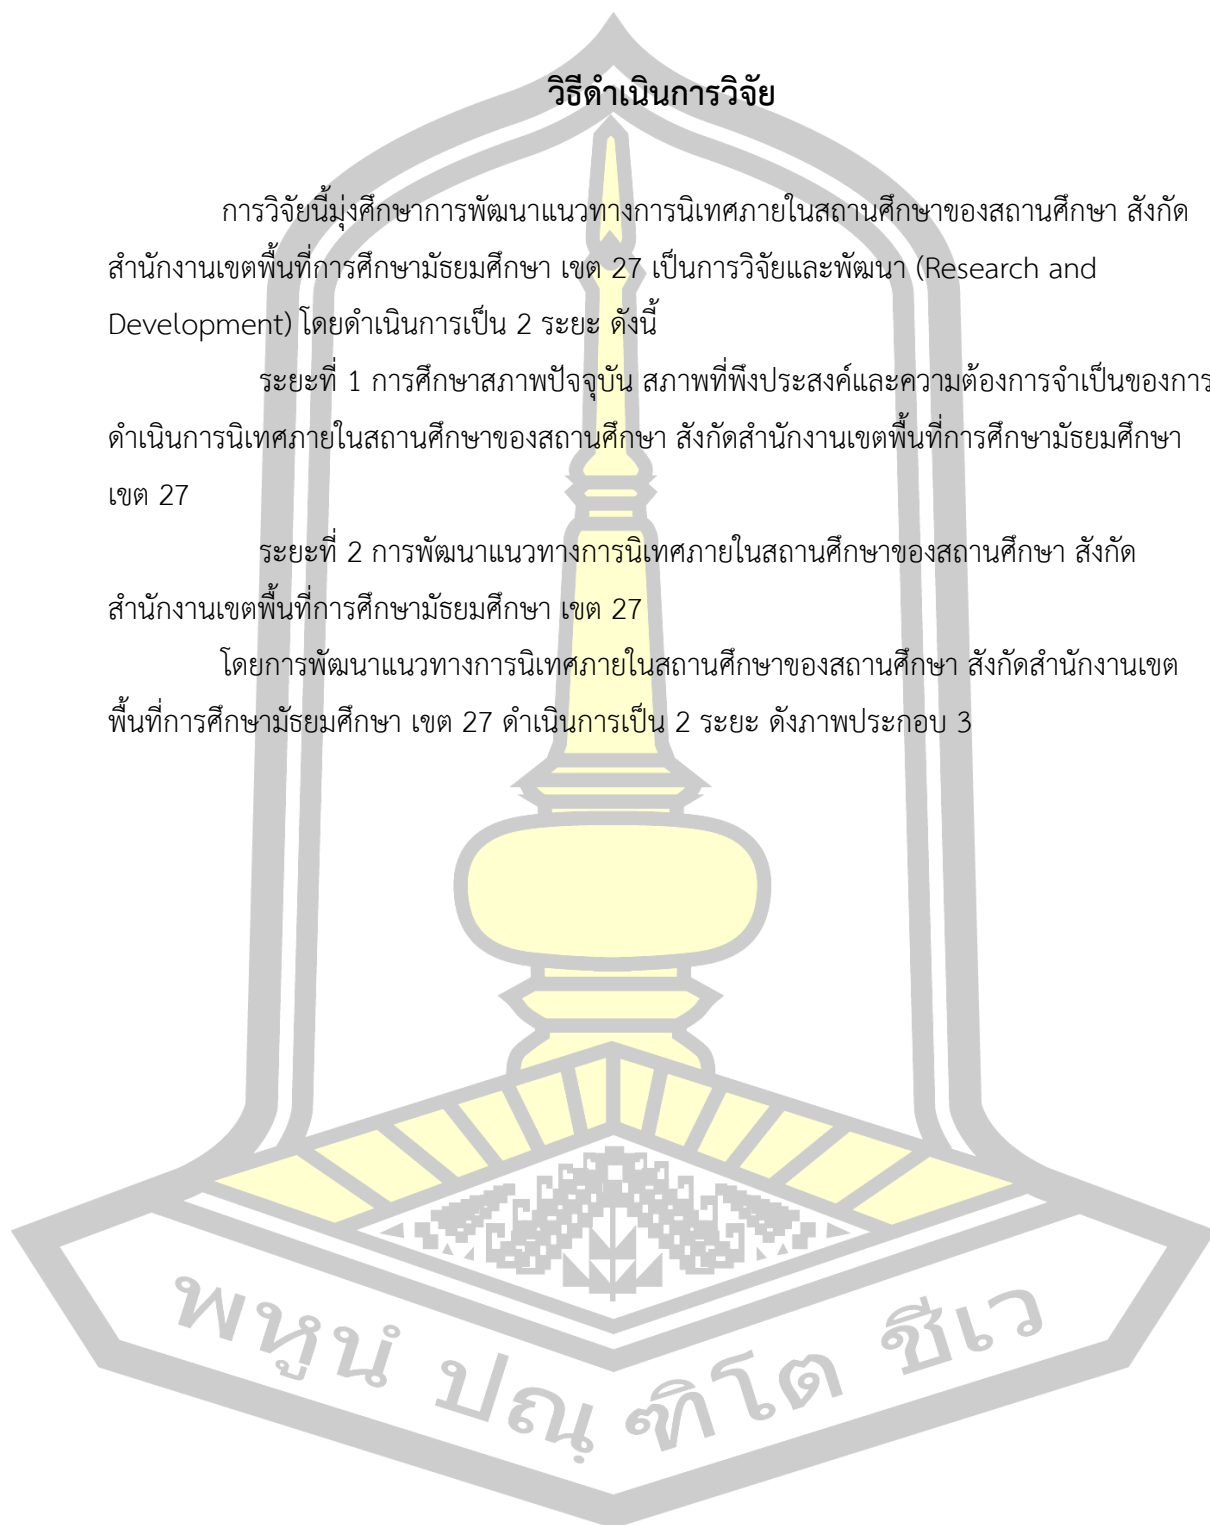 วิธีดำเนินการวิจัย
การวิจัยนี้มุ่งศึกษาการพัฒนาแนวทางการนิเทศภายในสถานศึกษาของสถานศึกษา สังกัด
สำนักงานเขตพื้นที่การศึกษามัธยมศึกษา เขต 27 เป็นการวิจัยและพัฒนา (Research and
Development) โดยดำเนินการเป็น 2 ระยะ ดังนี้
ระยะที่ 1 การศึกษาสภาพปัจจุบัน สภาพที่พึงประสงค์และความต้องการจำเป็นของการ
ดำเนินการนิเทศภายในสถานศึกษาของสถานศึกษา สังกัดสำนักงานเขตพื้นที่การศึกษามัธยมศึกษา
เขต 27
ระยะที่ 2 การพัฒนาแนวทางการนิเทศภายในสถานศึกษาของสถานศึกษา สังกัด
สำนักงานเขตพื้นที่การศึกษามัธยมศึกษา เขต 27
โดยการพัฒนาแนวทางการนิเทศภายในสถานศึกษาของสถานศึกษา สังกัดสำนักงานเขต
พื้นที่การศึกษามัธยมศึกษา เขต 27 ดำเนินการเป็น 2 ระยะ ดังภาพประกอบ 3
พหูนํ ปณฺฑิโต ชีเว